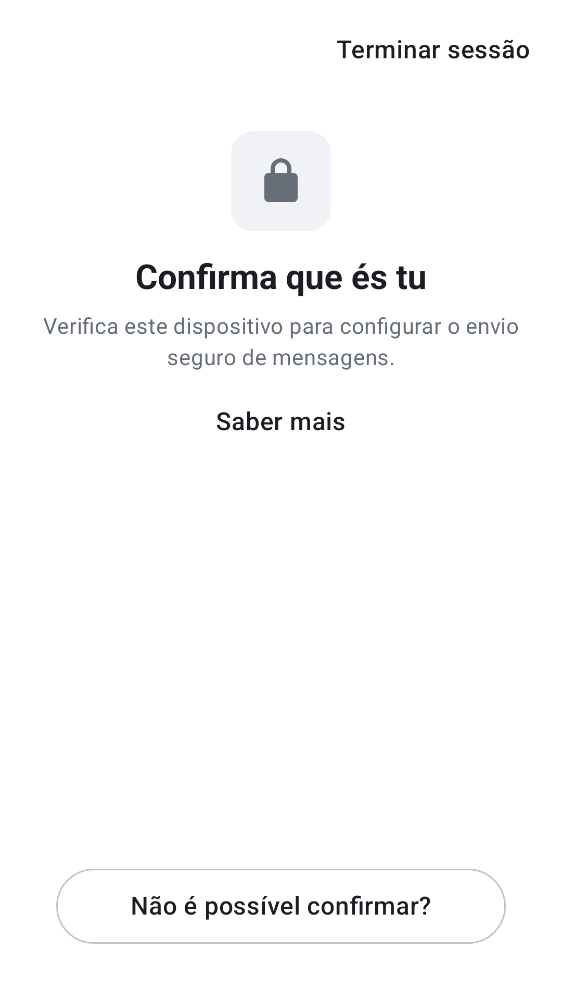 Terminar sessão
Confirma que és tu
Verifica este dispositivo para configurar o envio
seguro de mensagens.
Saber mais
Não é possível confirmar?